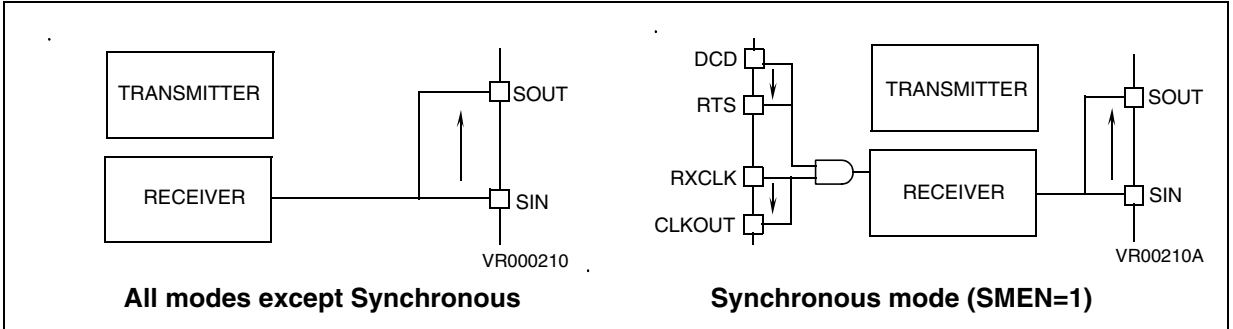 TRANSMITTER
SOUT
RECEIVER
SIN
VR000210
All modes except Synchronous
DCD
RTS
TRANSMITTER
SOUT
RXCLK
RECEIVER
SIN
CLKOUT
VR00210A
Synchronous mode (SMEN=1)